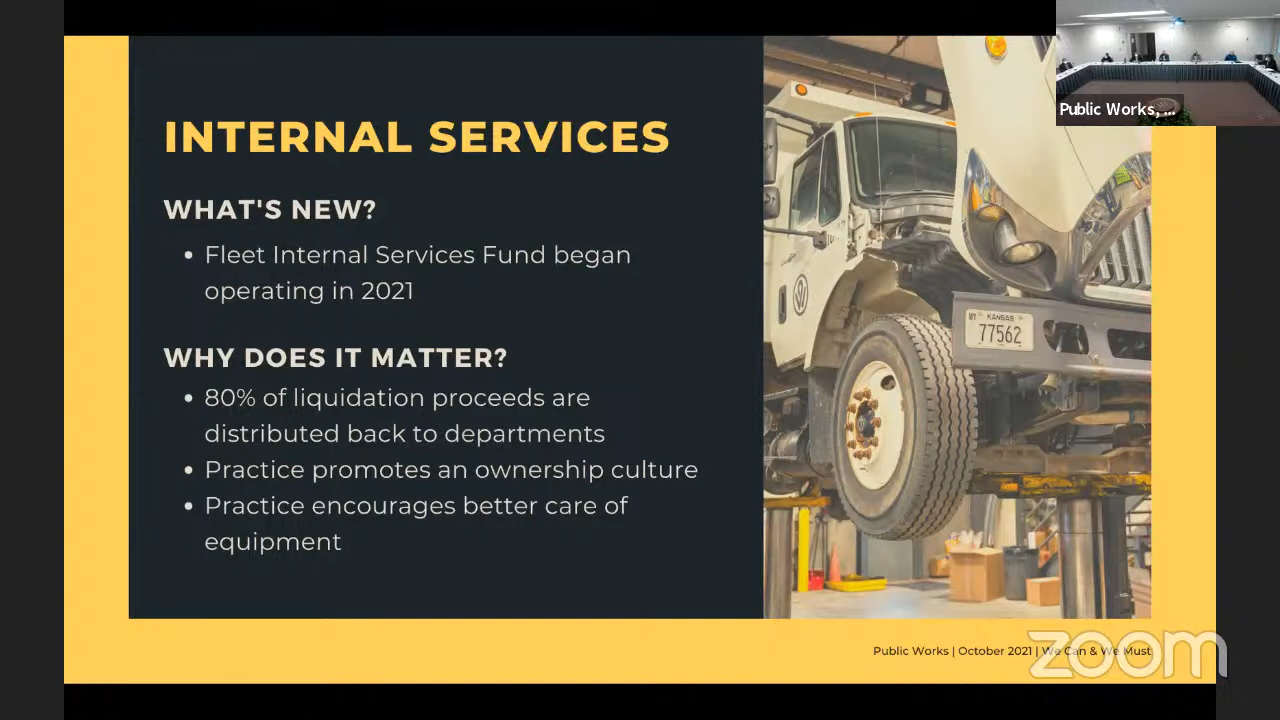 INTERNAL SERVICES
WHAT'S NEW?
• Fleet Internal Services Fund began
operating in 2021
WHY DOES IT MATTER?
• 80% of liquidation proceeds are
distributed back to departments
• Practice promotes an ownership culture
• Practice encourages better care of
equipment
Public Works, ...
KANSAS
77562
Public Works | October 2021 | We Can & We Must
zoom